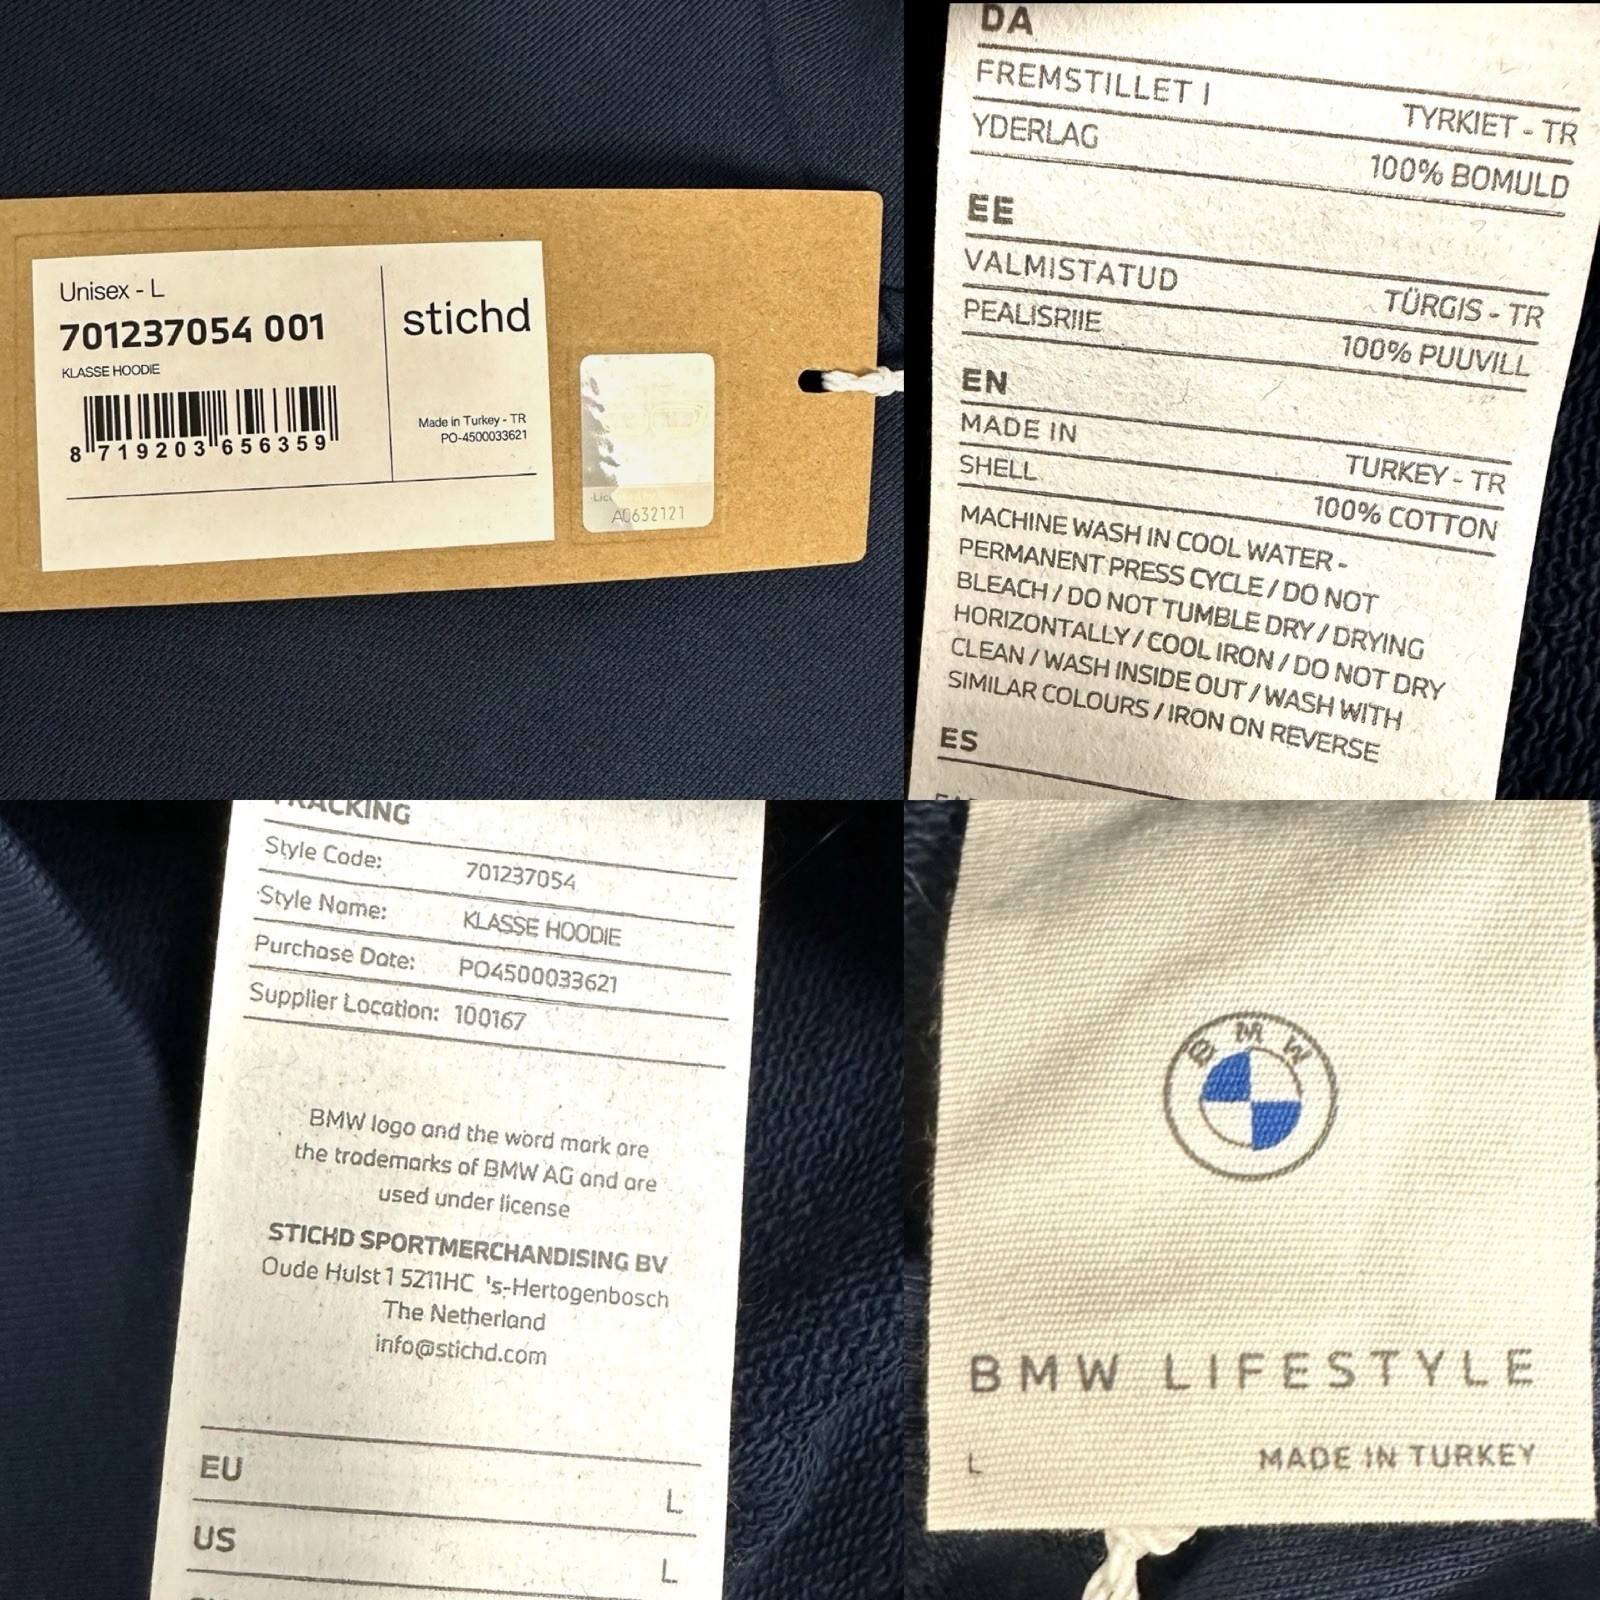 Unisex - L
701237054 001
KLASSE HOODIE
8 719203 656359
stichd
Made in Turkey - TR
PO-4500033621
A0632121
DA
FREMSTILLET I TYRKIET - TR
YDERLAG 100% BOMULD
EE
VALMISTATUD TÜRGIS - TR
PEALISRIIE 100% PUUVILL
EN
MADE IN TURKEY - TR
SHELL 100% COTTON
MACHINE WASH IN COOL WATER -
PERMANENT PRESS CYCLE / DO NOT
BLEACH / DO NOT TUMBLE DRY / DRYING
HORIZONTALLY / COOL IRON / DO NOT DRY
CLEAN / WASH INSIDE OUT / WASH WITH
SIMILAR COLOURS / IRON ON REVERSE
ES
TRACKING
Style Code: 701237054
Style Name: KLASSE HOODIE
Purchase Date: PO4500033621
Supplier Location: 100167
BMW logo and the word mark are
the trademarks of BMW AG and are
used under license
STICHD SPORTMERCHANDISING BV
Oude Hulst 1 5211HC 's-Hertogenbosch
The Netherland
info@stichd.com
EU L
US L
BMW
BMW LIFESTYLE
L MADE IN TURKEY